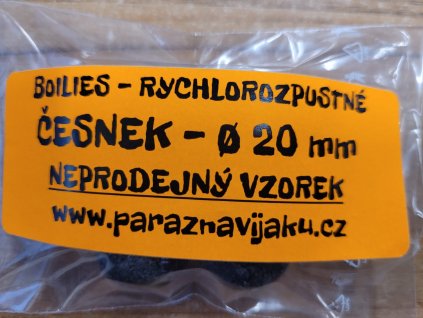 BOILIES - RYCHLOROZPUSTNÉ
ČESNEK - Ø 20 mm
NEPRODEJNÝ VZOREK
www.paraznavijaku.cz